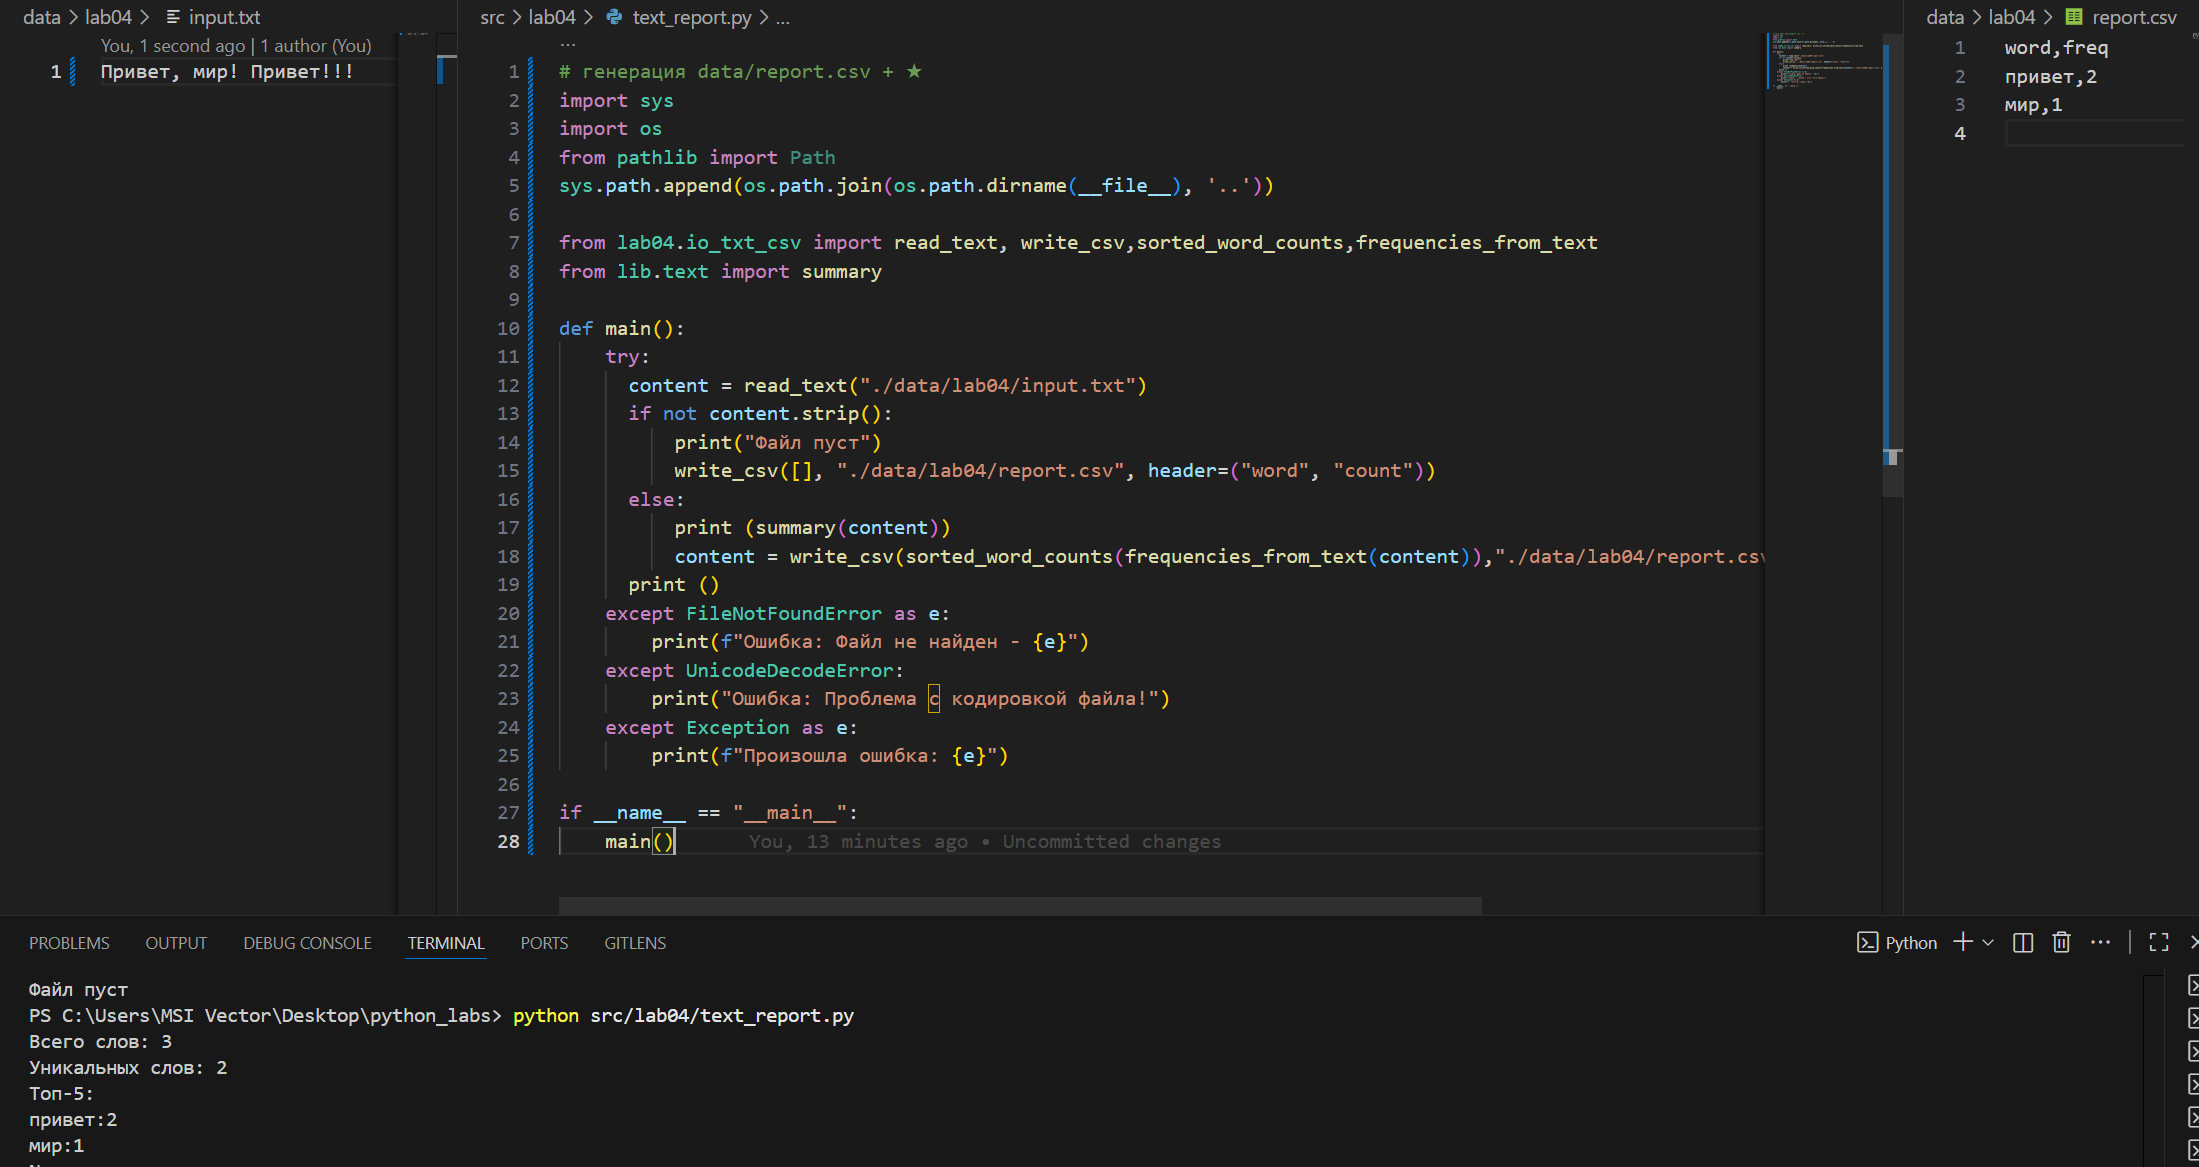 data > lab04 > input.txt
You, 1 second ago | 1 author (You)
1 Привет, мир! Привет!!!
src > lab04 > text_report.py > ...
...
1 # генерация data/report.csv + ★
2 import sys
3 import os
4 from pathlib import Path
5 sys.path.append(os.path.join(os.path.dirname(__file__), '..'))
6
7 from lab04.io_txt_csv import read_text, write_csv,sorted_word_counts,frequencies_from_text
8 from lib.text import summary
9
10 def main():
11     try:
12       content = read_text("./data/lab04/input.txt")
13       if not content.strip():
14           print("Файл пуст")
15           write_csv([], "./data/lab04/report.csv", header=("word", "count"))
16       else:
17           print (summary(content))
18           content = write_csv(sorted_word_counts(frequencies_from_text(content)),"./data/lab04/report.csv
19       print ()
20     except FileNotFoundError as e:
21         print(f"Ошибка: Файл не найден - {e}")
22     except UnicodeDecodeError:
23         print("Ошибка: Проблема с кодировкой файла!")
24     except Exception as e:
25         print(f"Произошла ошибка: {e}")
26
27 if __name__ == "__main__":
28     main() You, 13 minutes ago • Uncommitted changes
data > lab04 > report.csv
1 word,freq
2 привет,2
3 мир,1
4
PROBLEMS OUTPUT DEBUG CONSOLE TERMINAL PORTS GITLENS
Python
Файл пуст
PS C:\Users\MSI Vector\Desktop\python_labs> python src/lab04/text_report.py
Всего слов: 3
Уникальных слов: 2
Топ-5:
привет:2
мир:1